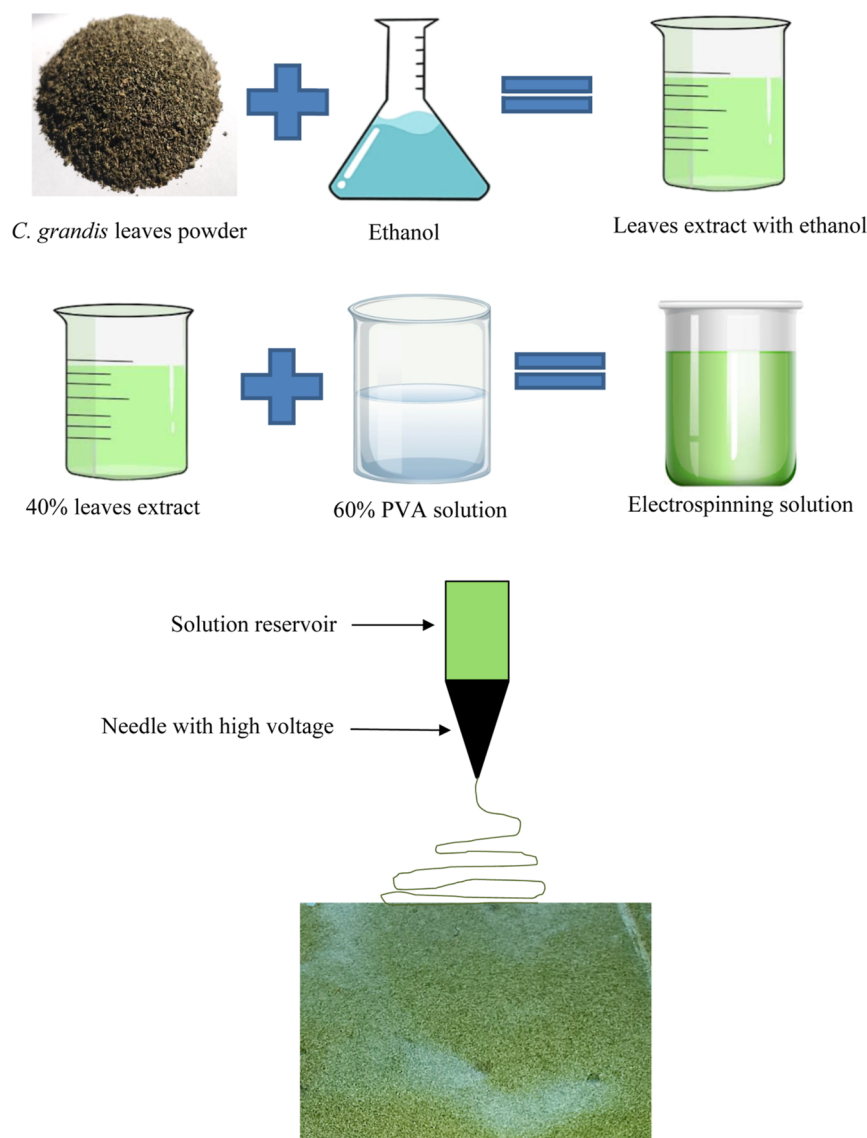 C. grandis leaves powder
Ethanol
Leaves extract with ethanol
40% leaves extract
60% PVA solution
Electrospinning solution
Solution reservoir
Needle with high voltage